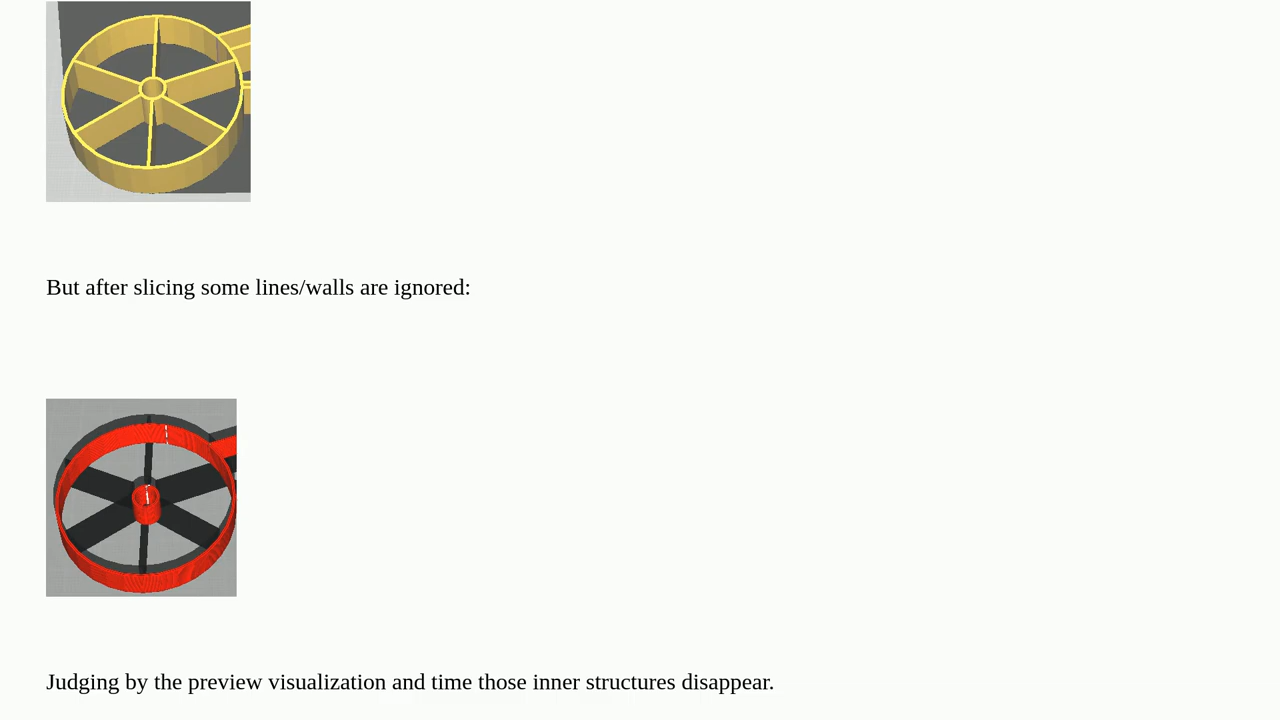 But after slicing some lines/walls are ignored:
Judging by the preview visualization and time those inner structures disappear.